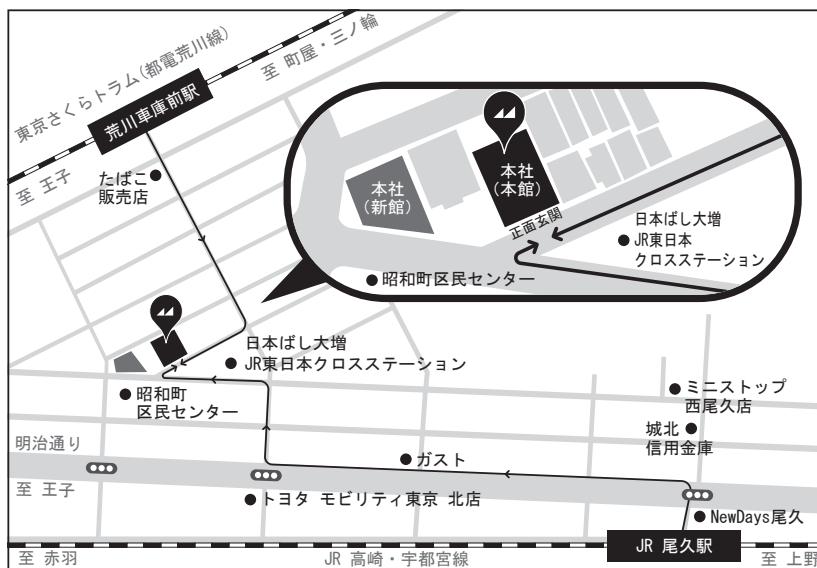 東京さくらトラム(都電荒川線)
至 町屋・三ノ輪
荒川車庫前駅
至 王子
たばこ
販売店
本社
(新館)
本社
(本館)
正面玄関
日本ばし大増
JR東日本
クロスステーション
昭和町区民センター
日本ばし大増
JR東日本クロスステーション
昭和町
区民センター
ミニストップ
西尾久店
城北
信用金庫
明治通り
ガスト
至 王子
トヨタ モビリティ東京 北店
NewDays尾久
JR 尾久駅
至 赤羽
JR 高崎・宇都宮線
至 上野